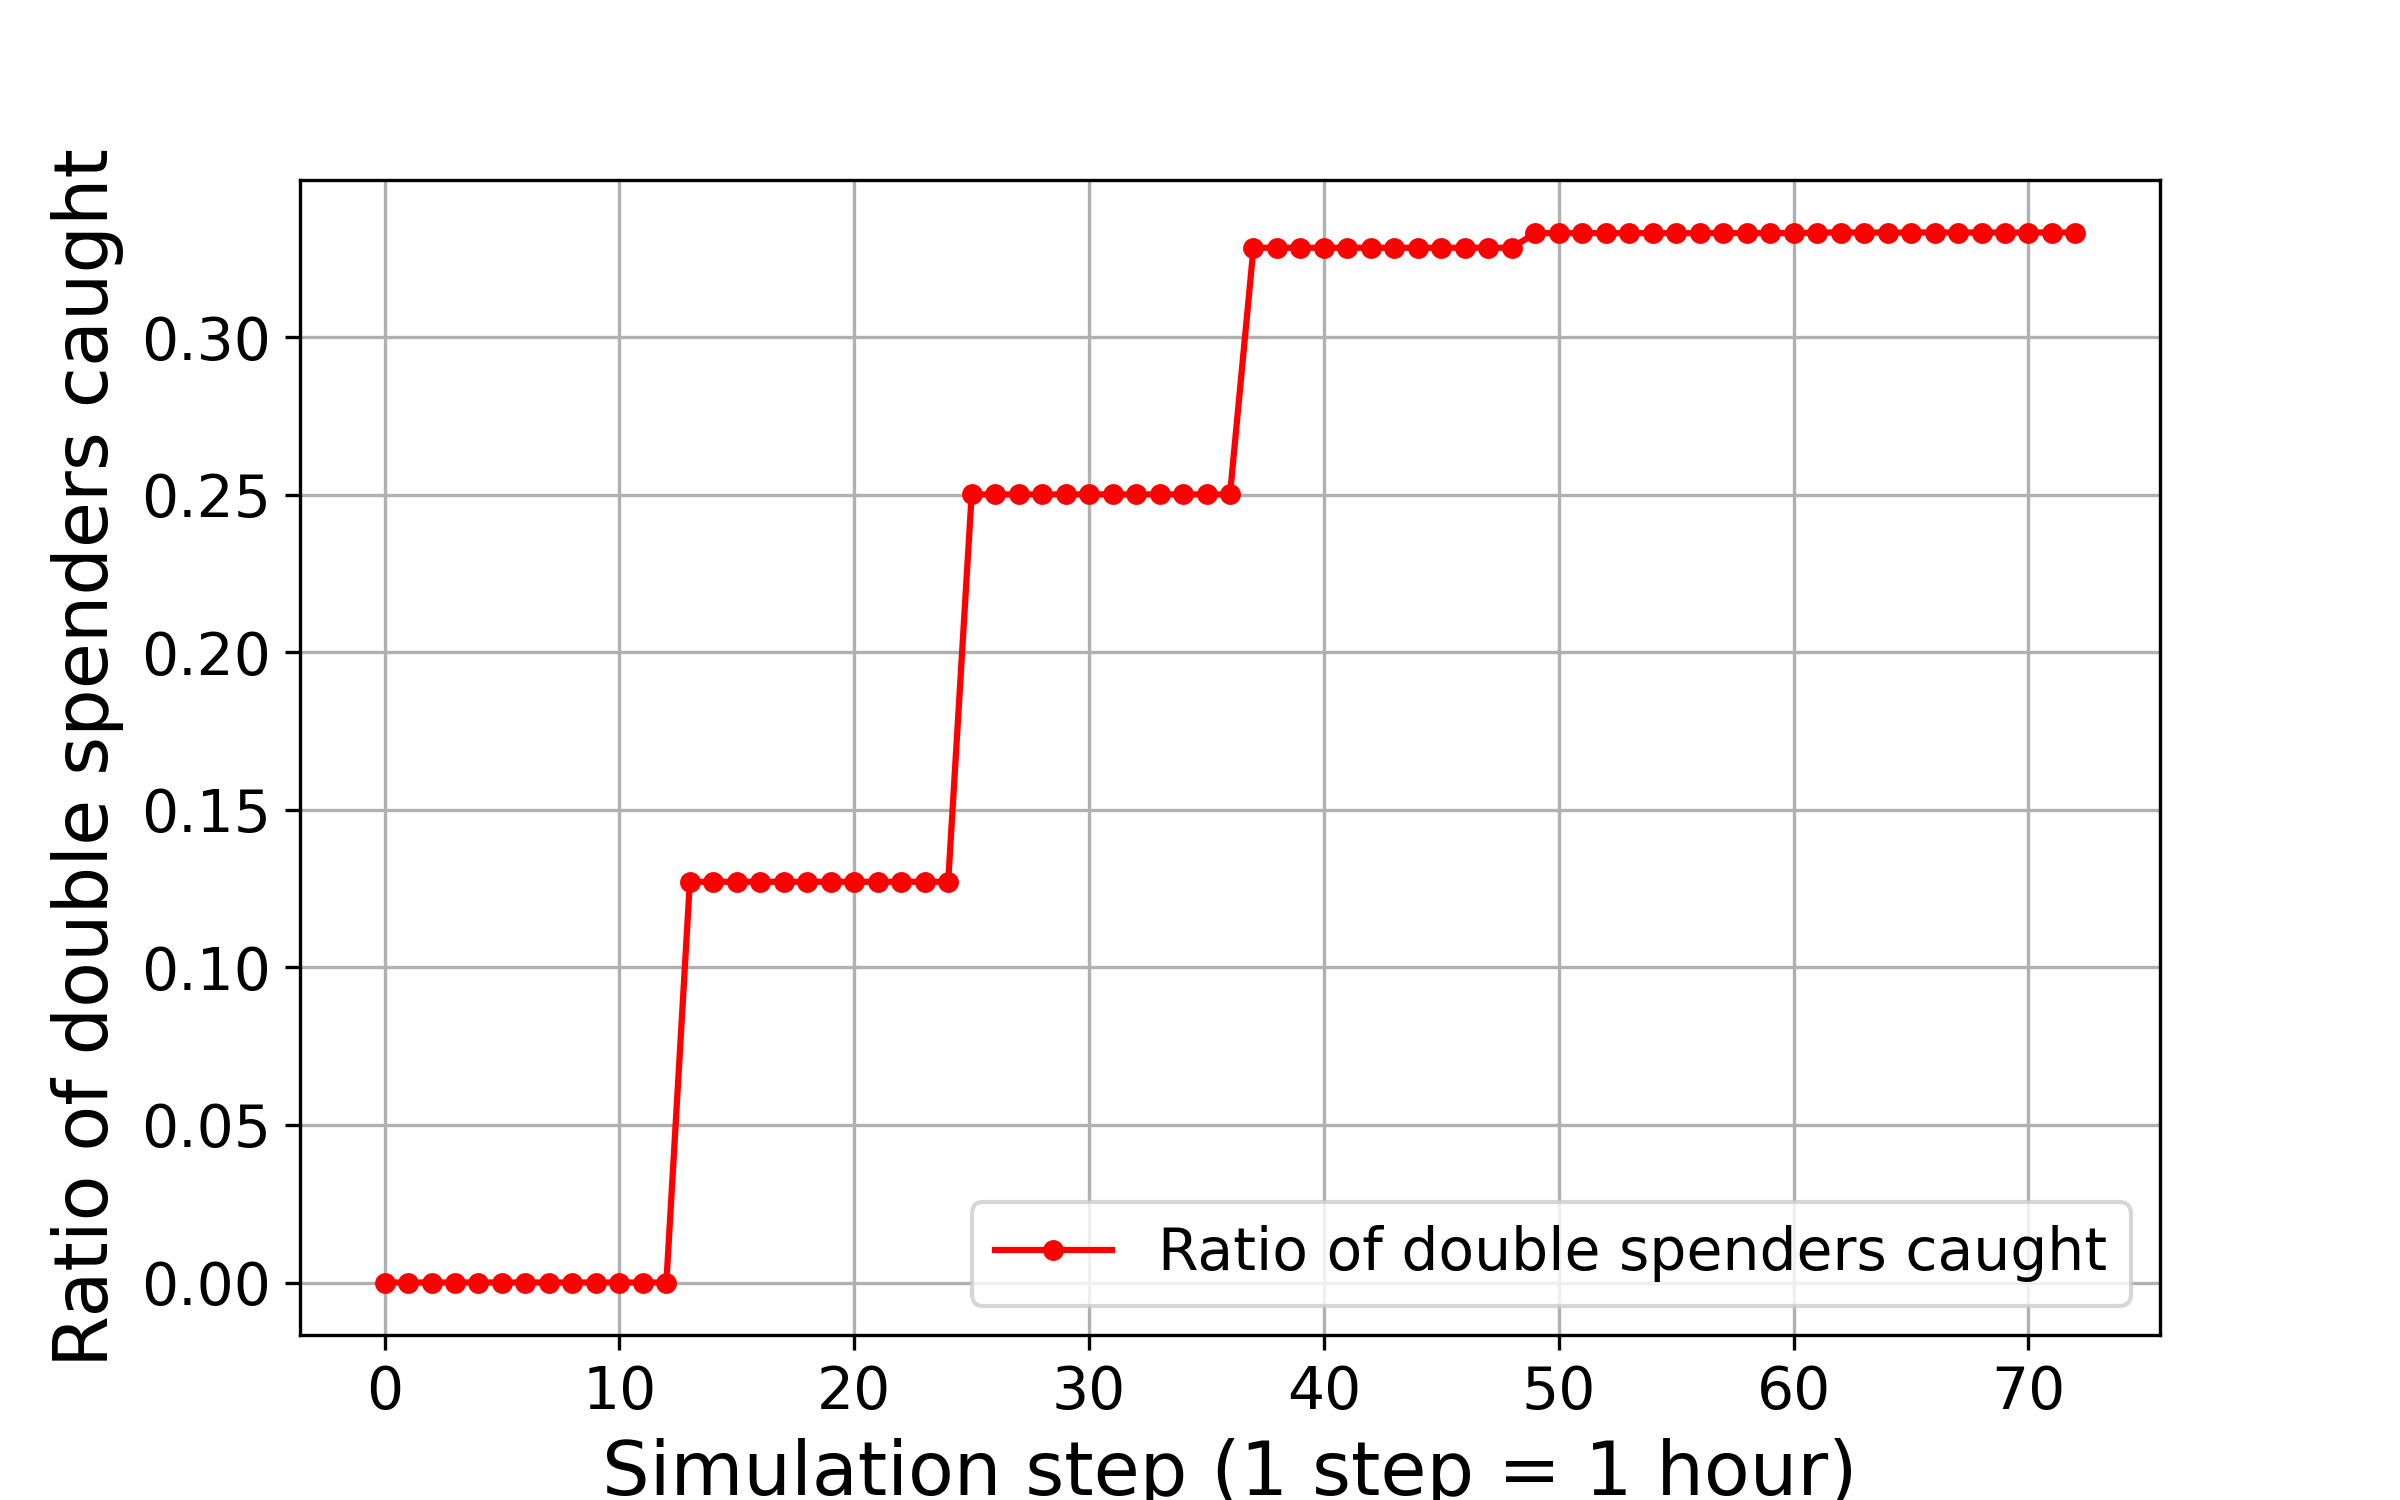 Ratio of double spenders caught
0.30
0.25
0.20
0.15
0.10
0.05
0.00
Ratio of double spenders caught
0 10 20 30 40 50 60 70
Simulation step (1 step = 1 hour)